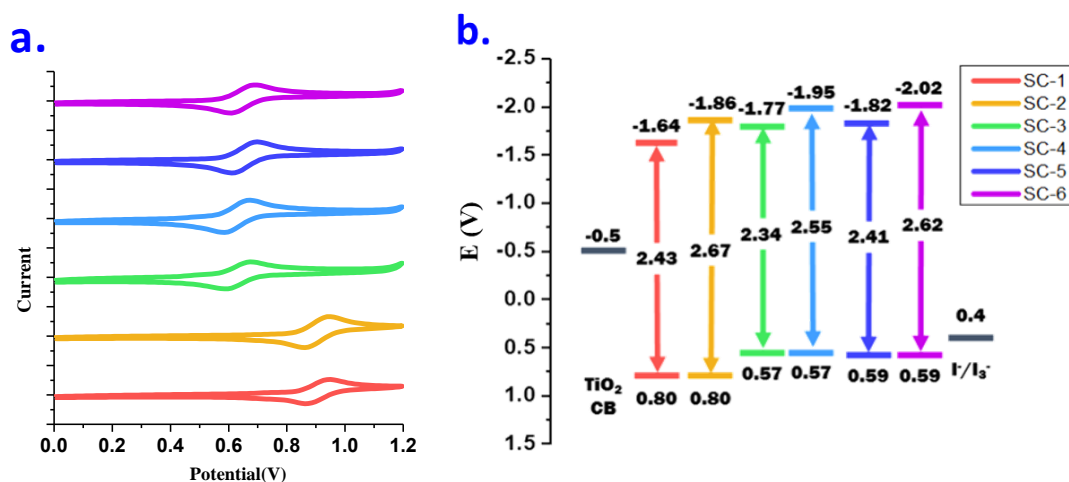 a.
Current
0.0 0.2 0.4 0.6 0.8 1.0 1.2
Potential(V)
b.
E (V)
-2.5
-2.0
-1.5
-1.0
-0.5
0.0
0.5
1.0
1.5
-0.5
TiO₂
CB
-1.64
2.43
0.80
-1.86
2.67
0.80
-1.77
2.34
0.57
-1.95
2.55
0.57
-1.82
2.41
0.59
-2.02
2.62
0.59
0.4
I⁻/I₃⁻
SC-1
SC-2
SC-3
SC-4
SC-5
SC-6